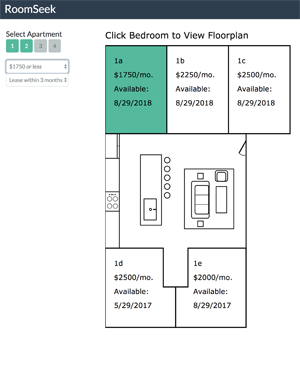 RoomSeek
Select Apartment
1 2 3 4
$1750 or less
Lease within 3 months
Click Bedroom to View Floorplan
1a
$1750/mo.
Available:
8/29/2018
1b
$2250/mo.
Available:
8/29/2018
1c
$2500/mo.
Available:
8/29/2018
1d
$2500/mo.
Available:
5/29/2017
1e
$2000/mo.
Available:
8/29/2017